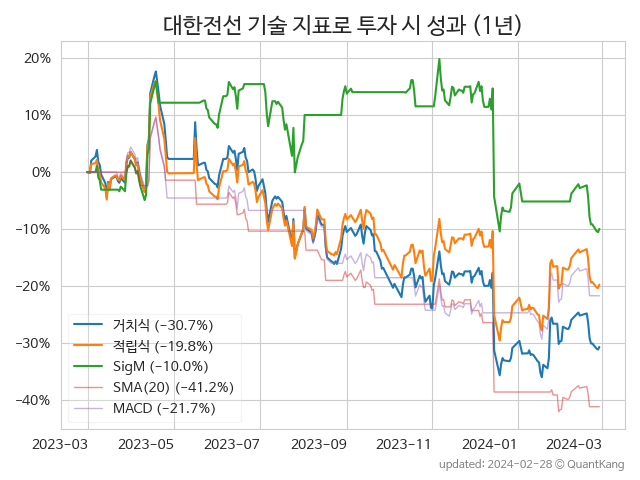 대한전선 기술 지표로 투자 시 성과 (1년)
20%
10%
0%
−10%
−20%
−30%
−40%
거치식 (−30.7%)
적립식 (−19.8%)
SigM (−10.0%)
SMA(20) (−41.2%)
MACD (−21.7%)
2023−03
2023−05
2023−07
2023−09
2023−11
2024−01
2024−03
updated: 2024−02−28 ⓒ QuantKang